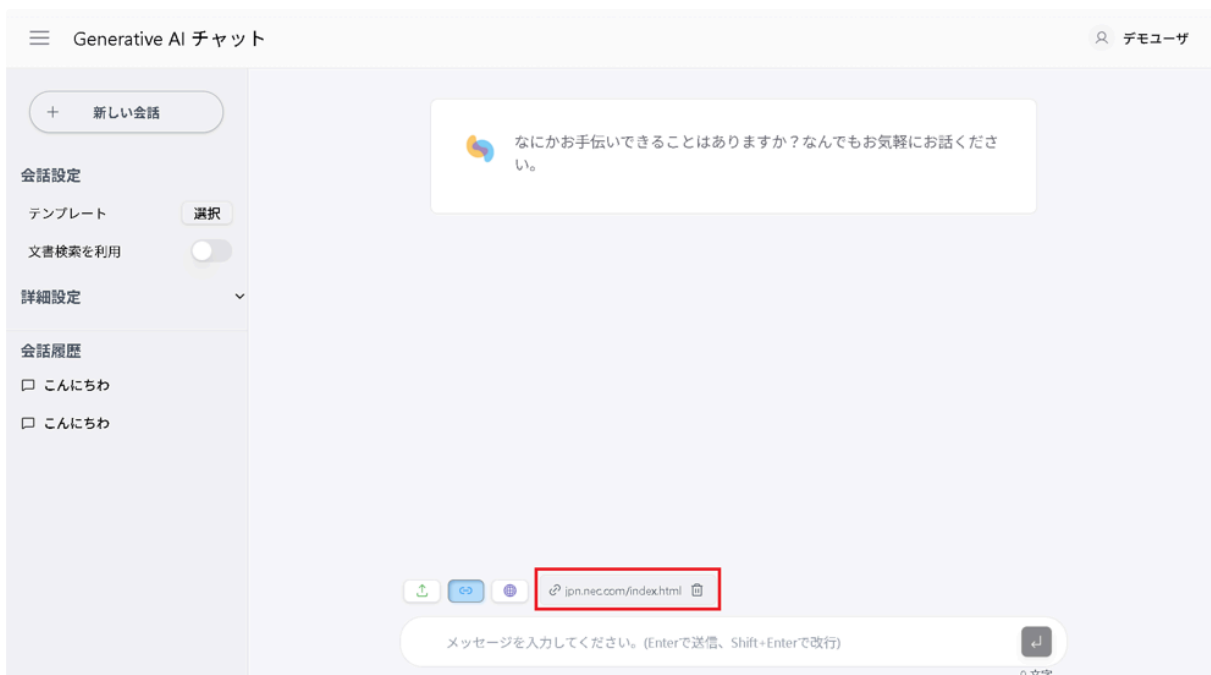 Generative AI チャット
デモユーザ
新しい会話
会話設定
テンプレート
選択
文書検索を利用
詳細設定
会話履歴
こんにちわ
こんにちわ
なにかお手伝いできることはありますか？なんでもお気軽にお話くださ
い。
jpn.nec.com/index.html
メッセージを入力してください。(Enterで送信、Shift+Enterで改行)
0 文字